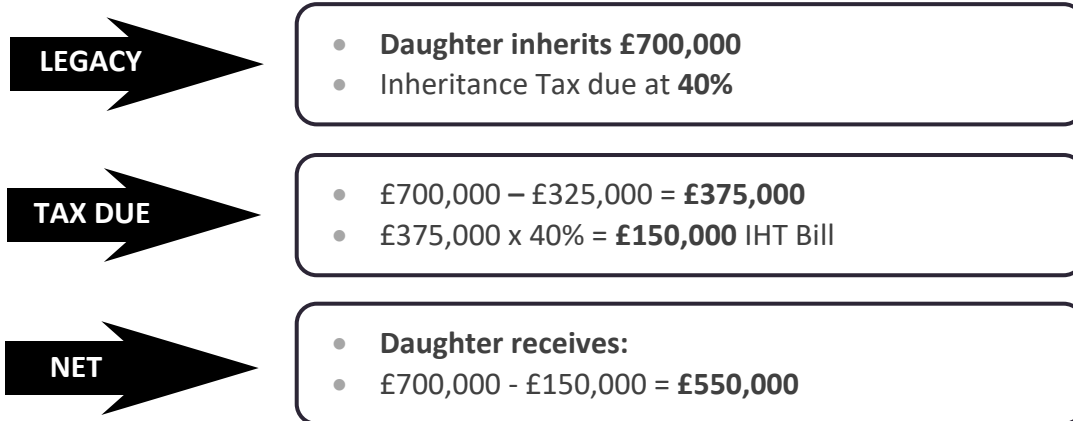 LEGACY
• Daughter inherits £700,000
• Inheritance Tax due at 40%
TAX DUE
• £700,000 – £325,000 = £375,000
• £375,000 x 40% = £150,000 IHT Bill
NET
• Daughter receives:
• £700,000 - £150,000 = £550,000